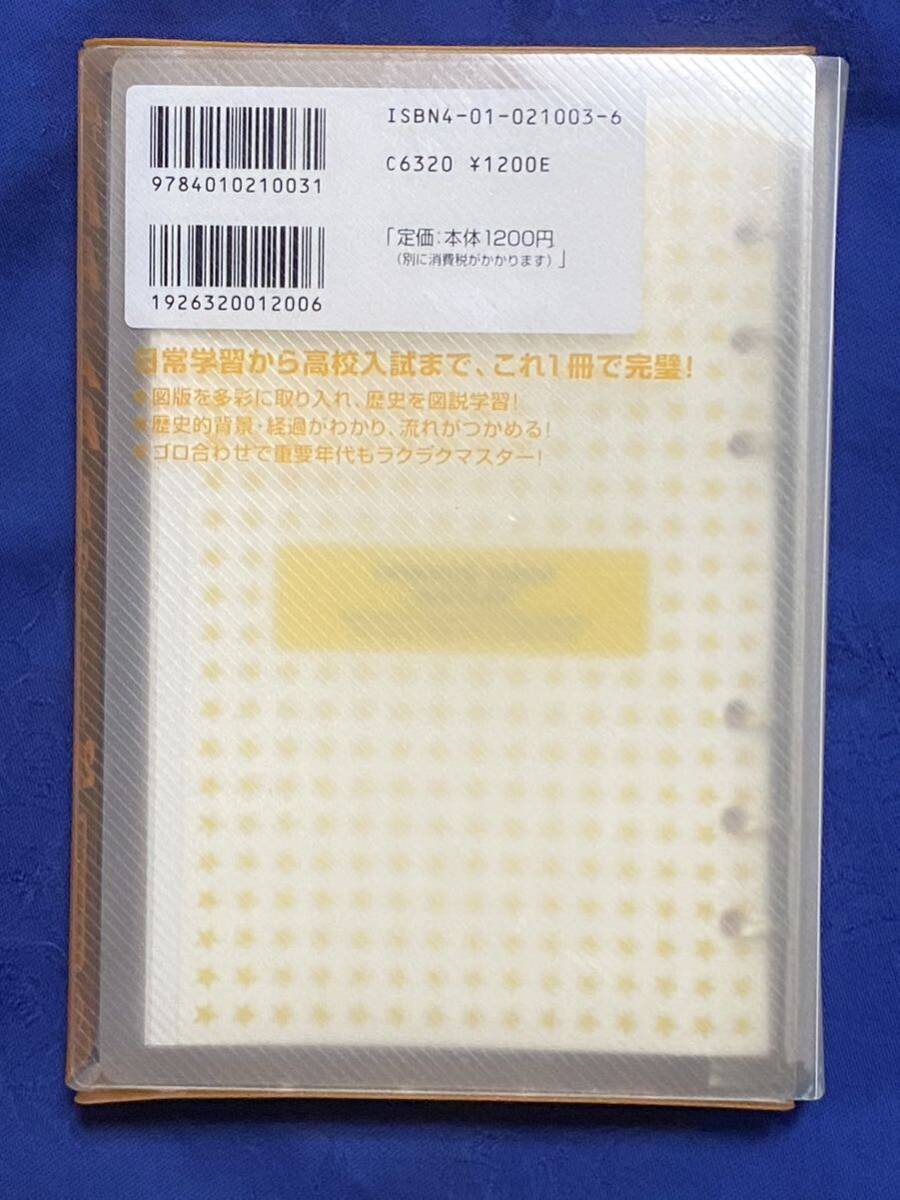 ISBN4-01-021003-6
C6320 ¥1200E
9784010210031
「定価:本体1200円
(別に消費税がかかります)」
1926320012006
日常学習から高校入試まで、これ1冊で完璧!
★図版を多彩に取り入れ、歴史を図説学習!
★歴史的背景・経過がわかり、流れがつかめる!
★ゴロ合わせで重要年代もラクラクマスター!